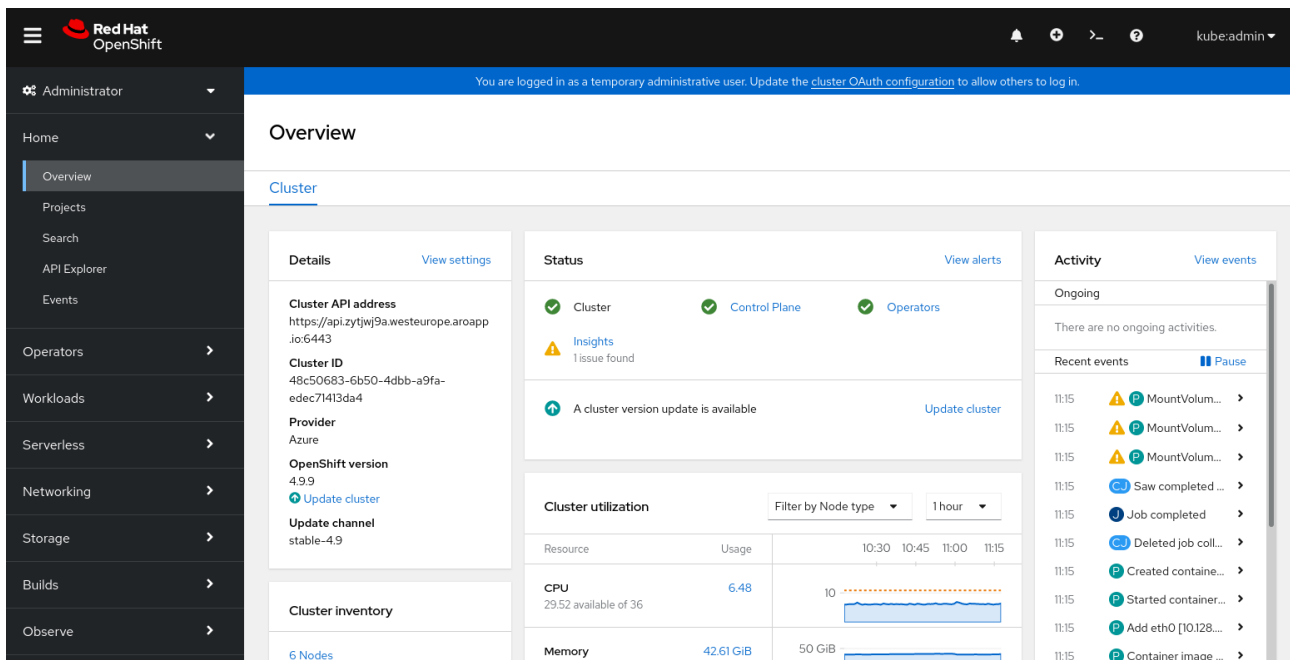 Red Hat
OpenShift
kube:admin
Administrator
Home
Overview
Projects
Search
API Explorer
Events
Operators
Workloads
Serverless
Networking
Storage
Builds
Observe
You are logged in as a temporary administrative user. Update the cluster OAuth configuration to allow others to log in.
Overview
Cluster
Details View settings
Cluster API address
https://api.zytjwj9a.westeurope.aroapp
.io:6443
Cluster ID
48c50683-6b50-4dbb-a9fa-
edec71413da4
Provider
Azure
OpenShift version
4.9.9
Update cluster
Update channel
stable-4.9
Cluster inventory
6 Nodes
Status View alerts
Cluster Control Plane Operators
Insights
1 issue found
A cluster version update is available Update cluster
Cluster utilization Filter by Node type 1 hour
Resource Usage 10:30 10:45 11:00 11:15
CPU 6.48 10
29.52 available of 36
Memory 42.61 GiB 50 GiB
Activity View events
Ongoing
There are no ongoing activities.
Recent events Pause
11:15 P MountVolum...
11:15 P MountVolum...
11:15 P MountVolum...
11:15 CJ Saw completed ...
11:15 J Job completed
11:15 CJ Deleted job coll...
11:15 P Created containe...
11:15 P Started container...
11:15 P Add eth0 [10.128....
11:15 P Container image ...